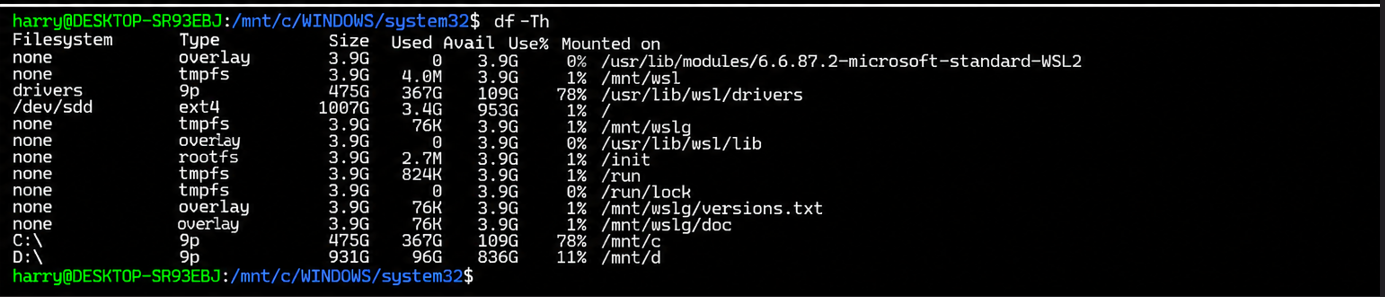 harry@DESKTOP-SR93EBJ:/mnt/c/WINDOWS/system32$ df -Th
Filesystem Type Size Used Avail Use% Mounted on
none overlay 3.9G 0 3.9G 0% /usr/lib/modules/6.6.87.2-microsoft-standard-WSL2
none tmpfs 3.9G 4.0M 3.9G 1% /mnt/wsl
drivers 9p 475G 367G 109G 78% /usr/lib/wsl/drivers
/dev/sdd ext4 1007G 3.4G 953G 1% /
none tmpfs 3.9G 76K 3.9G 1% /mnt/wslg
none overlay 3.9G 0 3.9G 0% /usr/lib/wsl/lib
none rootfs 3.9G 2.7M 3.9G 1% /init
none tmpfs 3.9G 824K 3.9G 1% /run
none tmpfs 3.9G 0 3.9G 0% /run/lock
none overlay 3.9G 76K 3.9G 1% /mnt/wslg/versions.txt
none overlay 3.9G 76K 3.9G 1% /mnt/wslg/doc
C:\ 9p 475G 367G 109G 78% /mnt/c
D:\ 9p 931G 96G 836G 11% /mnt/d
harry@DESKTOP-SR93EBJ:/mnt/c/WINDOWS/system32$